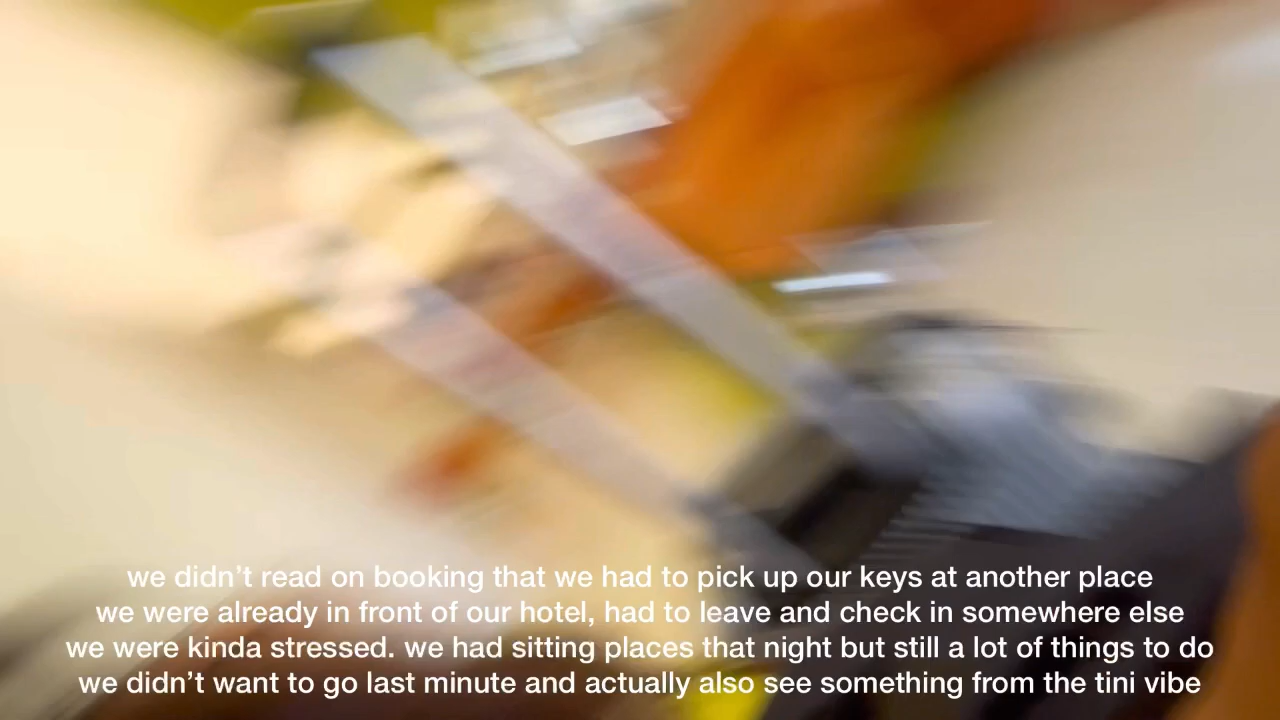 we didn’t read on booking that we had to pick up our keys at another place
we were already in front of our hotel, had to leave and check in somewhere else
we were kinda stressed. we had sitting places that night but still a lot of things to do
we didn’t want to go last minute and actually also see something from the tini vibe